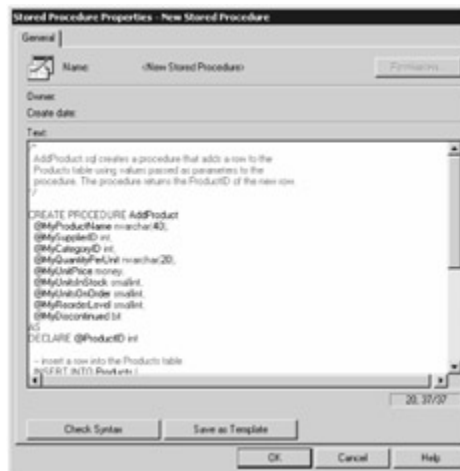 Stored Procedure Properties - New Stored Procedure
General
Name: <New Stored Procedure> Permissions...
Owner:
Create date:
Text:
/*
AddProduct.sql creates a procedure that adds a row to the
Products table using values passed as parameters to the
procedure. The procedure returns the ProductID of the new row.
*/
CREATE PROCEDURE AddProduct
@MyProductName nvarchar(40),
@MySupplierID int,
@MyCategoryID int,
@MyQuantityPerUnit nvarchar(20),
@MyUnitPrice money,
@MyUnitsInStock smallint,
@MyUnitsOnOrder smallint,
@MyReorderLevel smallint,
@MyDiscontinued bit
AS
DECLARE @ProductID int
-- insert a row into the Products table
INSERT INTO Products (
20, 37/37
Check Syntax Save as Template
OK Cancel Help